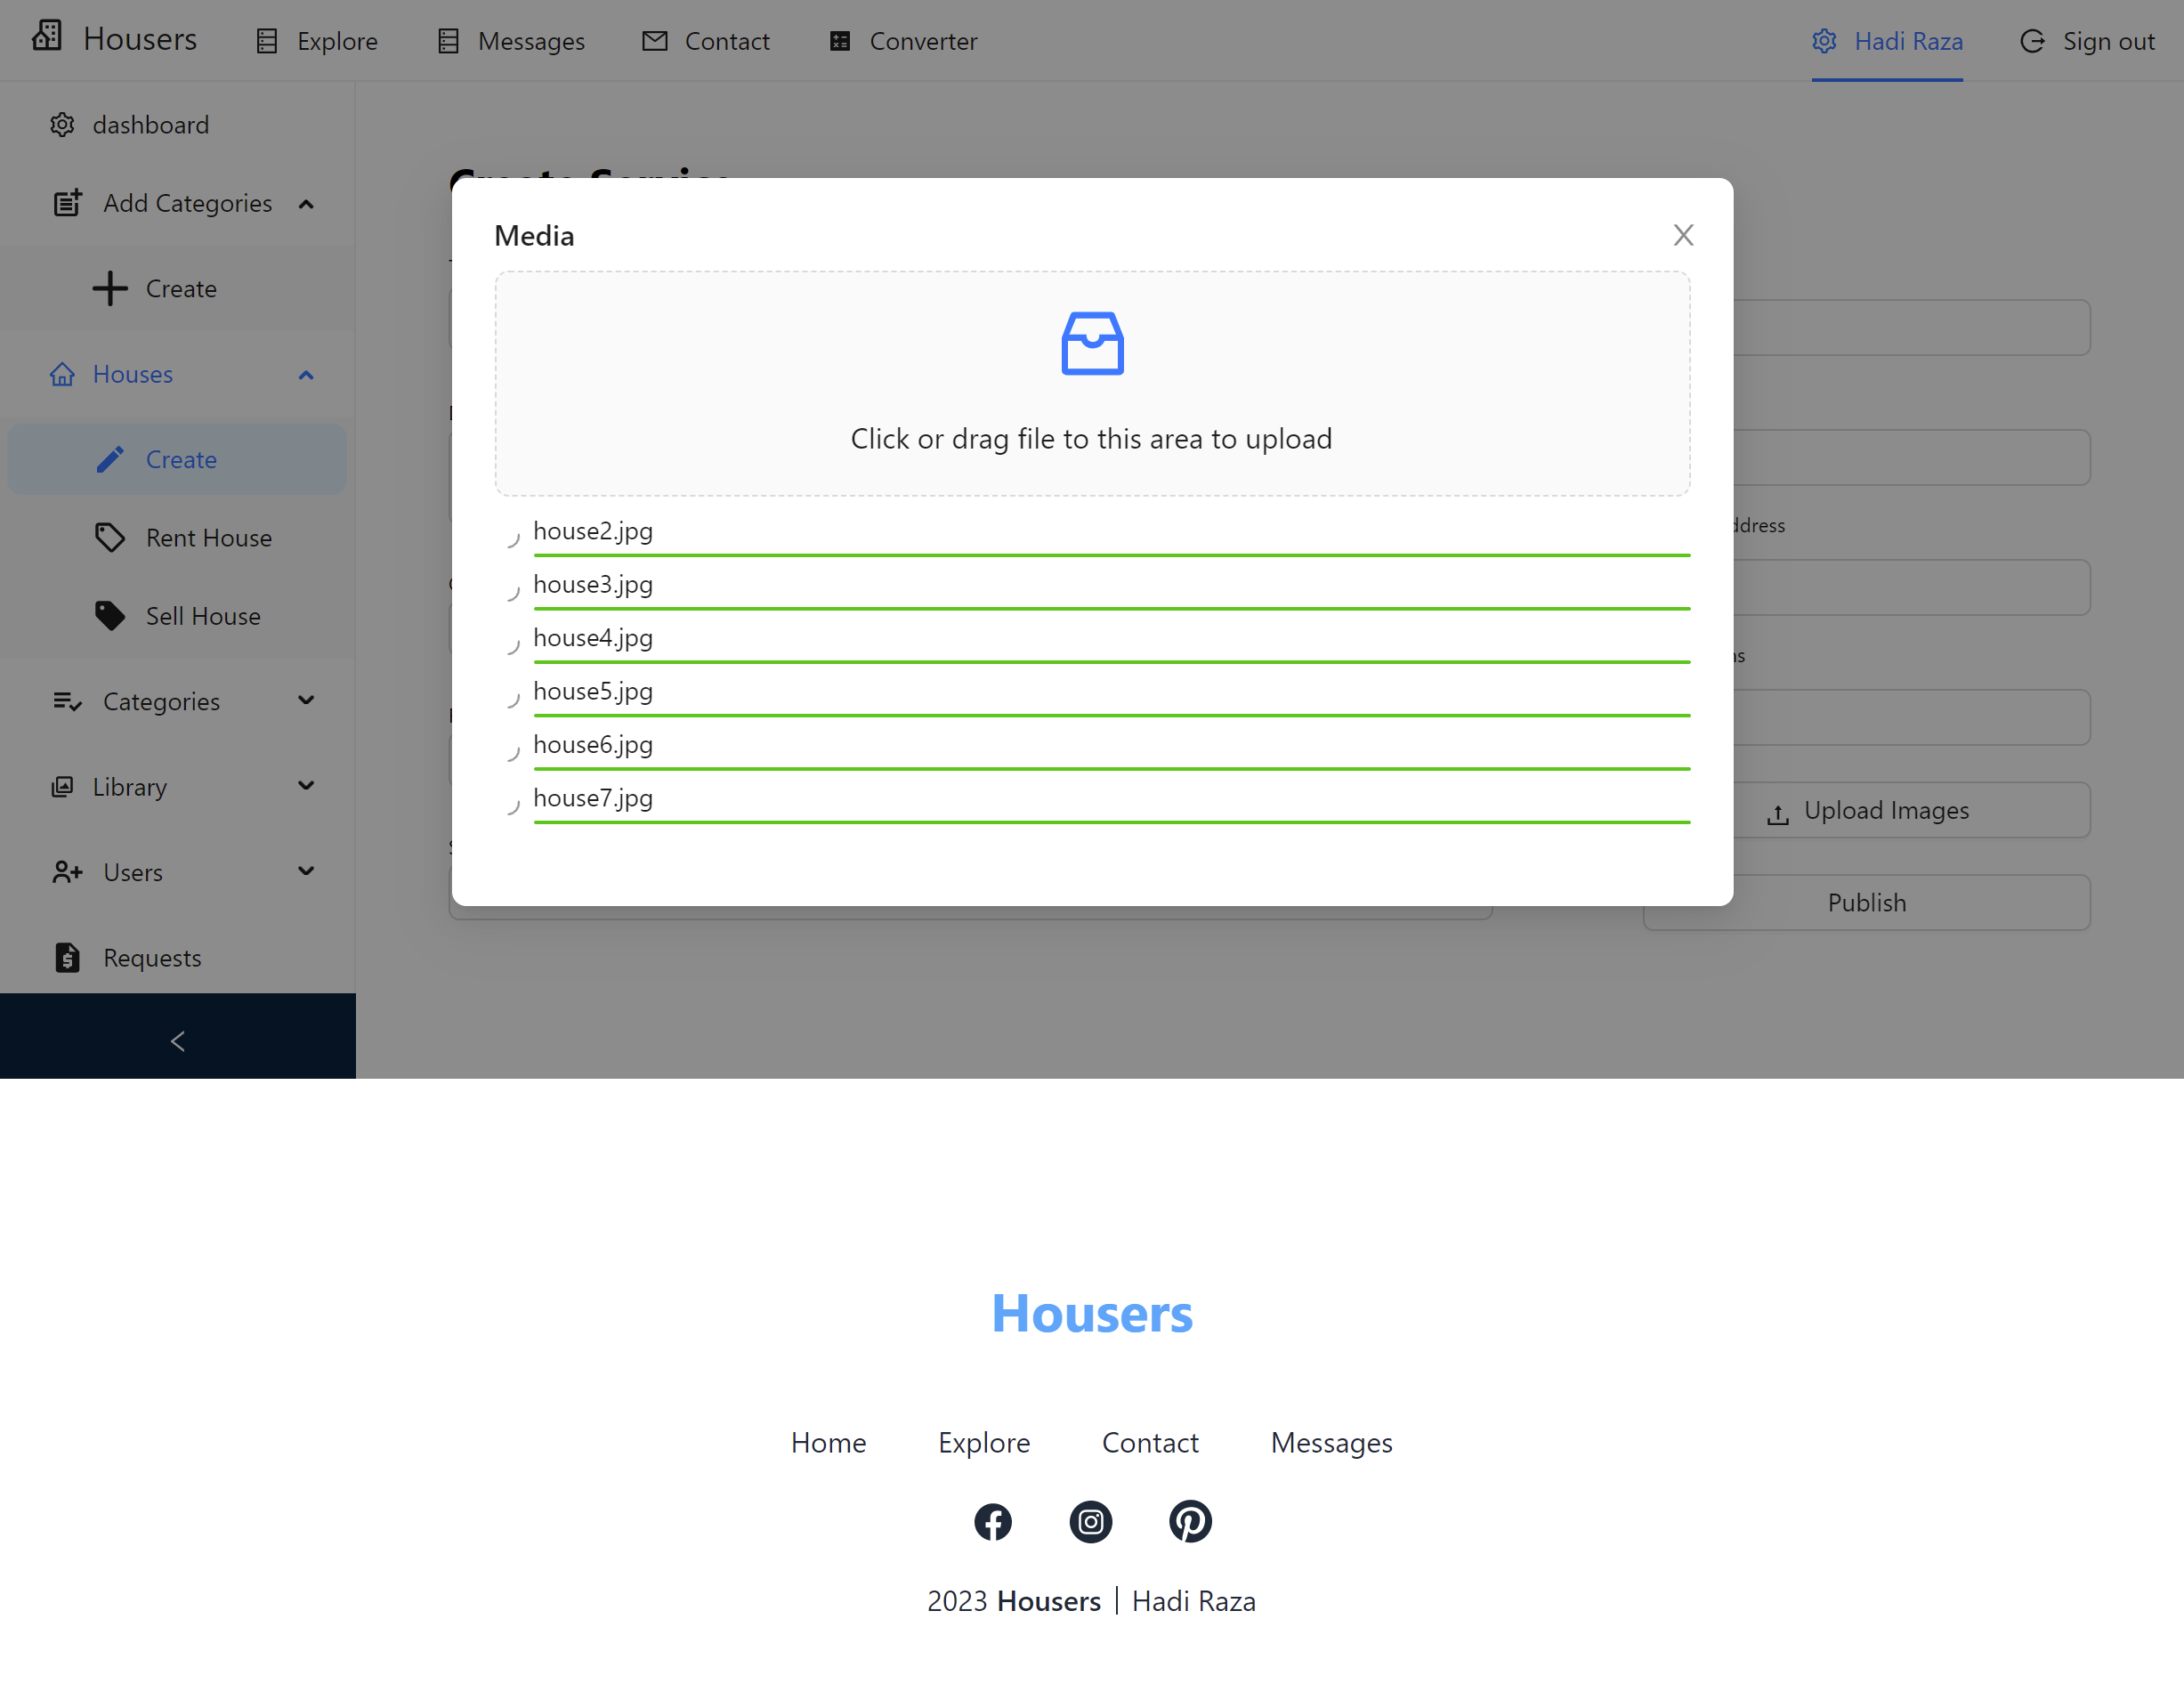 Housers
Explore
Messages
Contact
Converter
Hadi Raza
Sign out
dashboard
Add Categories
Create
Houses
Create
Rent House
Sell House
Categories
Library
Users
Requests
Create Service
Media
Click or drag file to this area to upload
house2.jpg
house3.jpg
house4.jpg
house5.jpg
house6.jpg
house7.jpg
Upload Images
Publish
Housers
Home Explore Contact Messages
2023 Housers | Hadi Raza